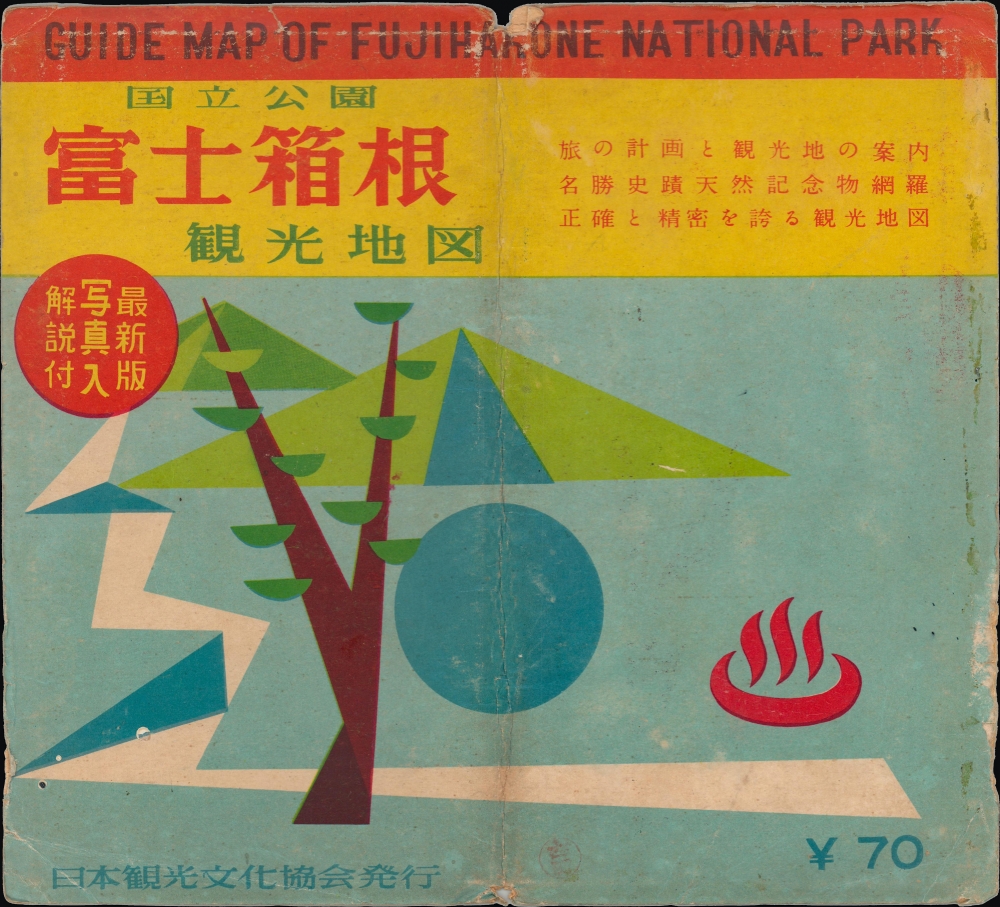 GUIDE MAP OF FUJIHAKONE NATIONAL PARK
国立公園
富士箱根
観光地図
旅の計画と観光地の案内
名勝史蹟天然記念物網羅
正確と精密を誇る観光地図
最新版
写真入
解説付
¥ 70
日本観光文化協会発行